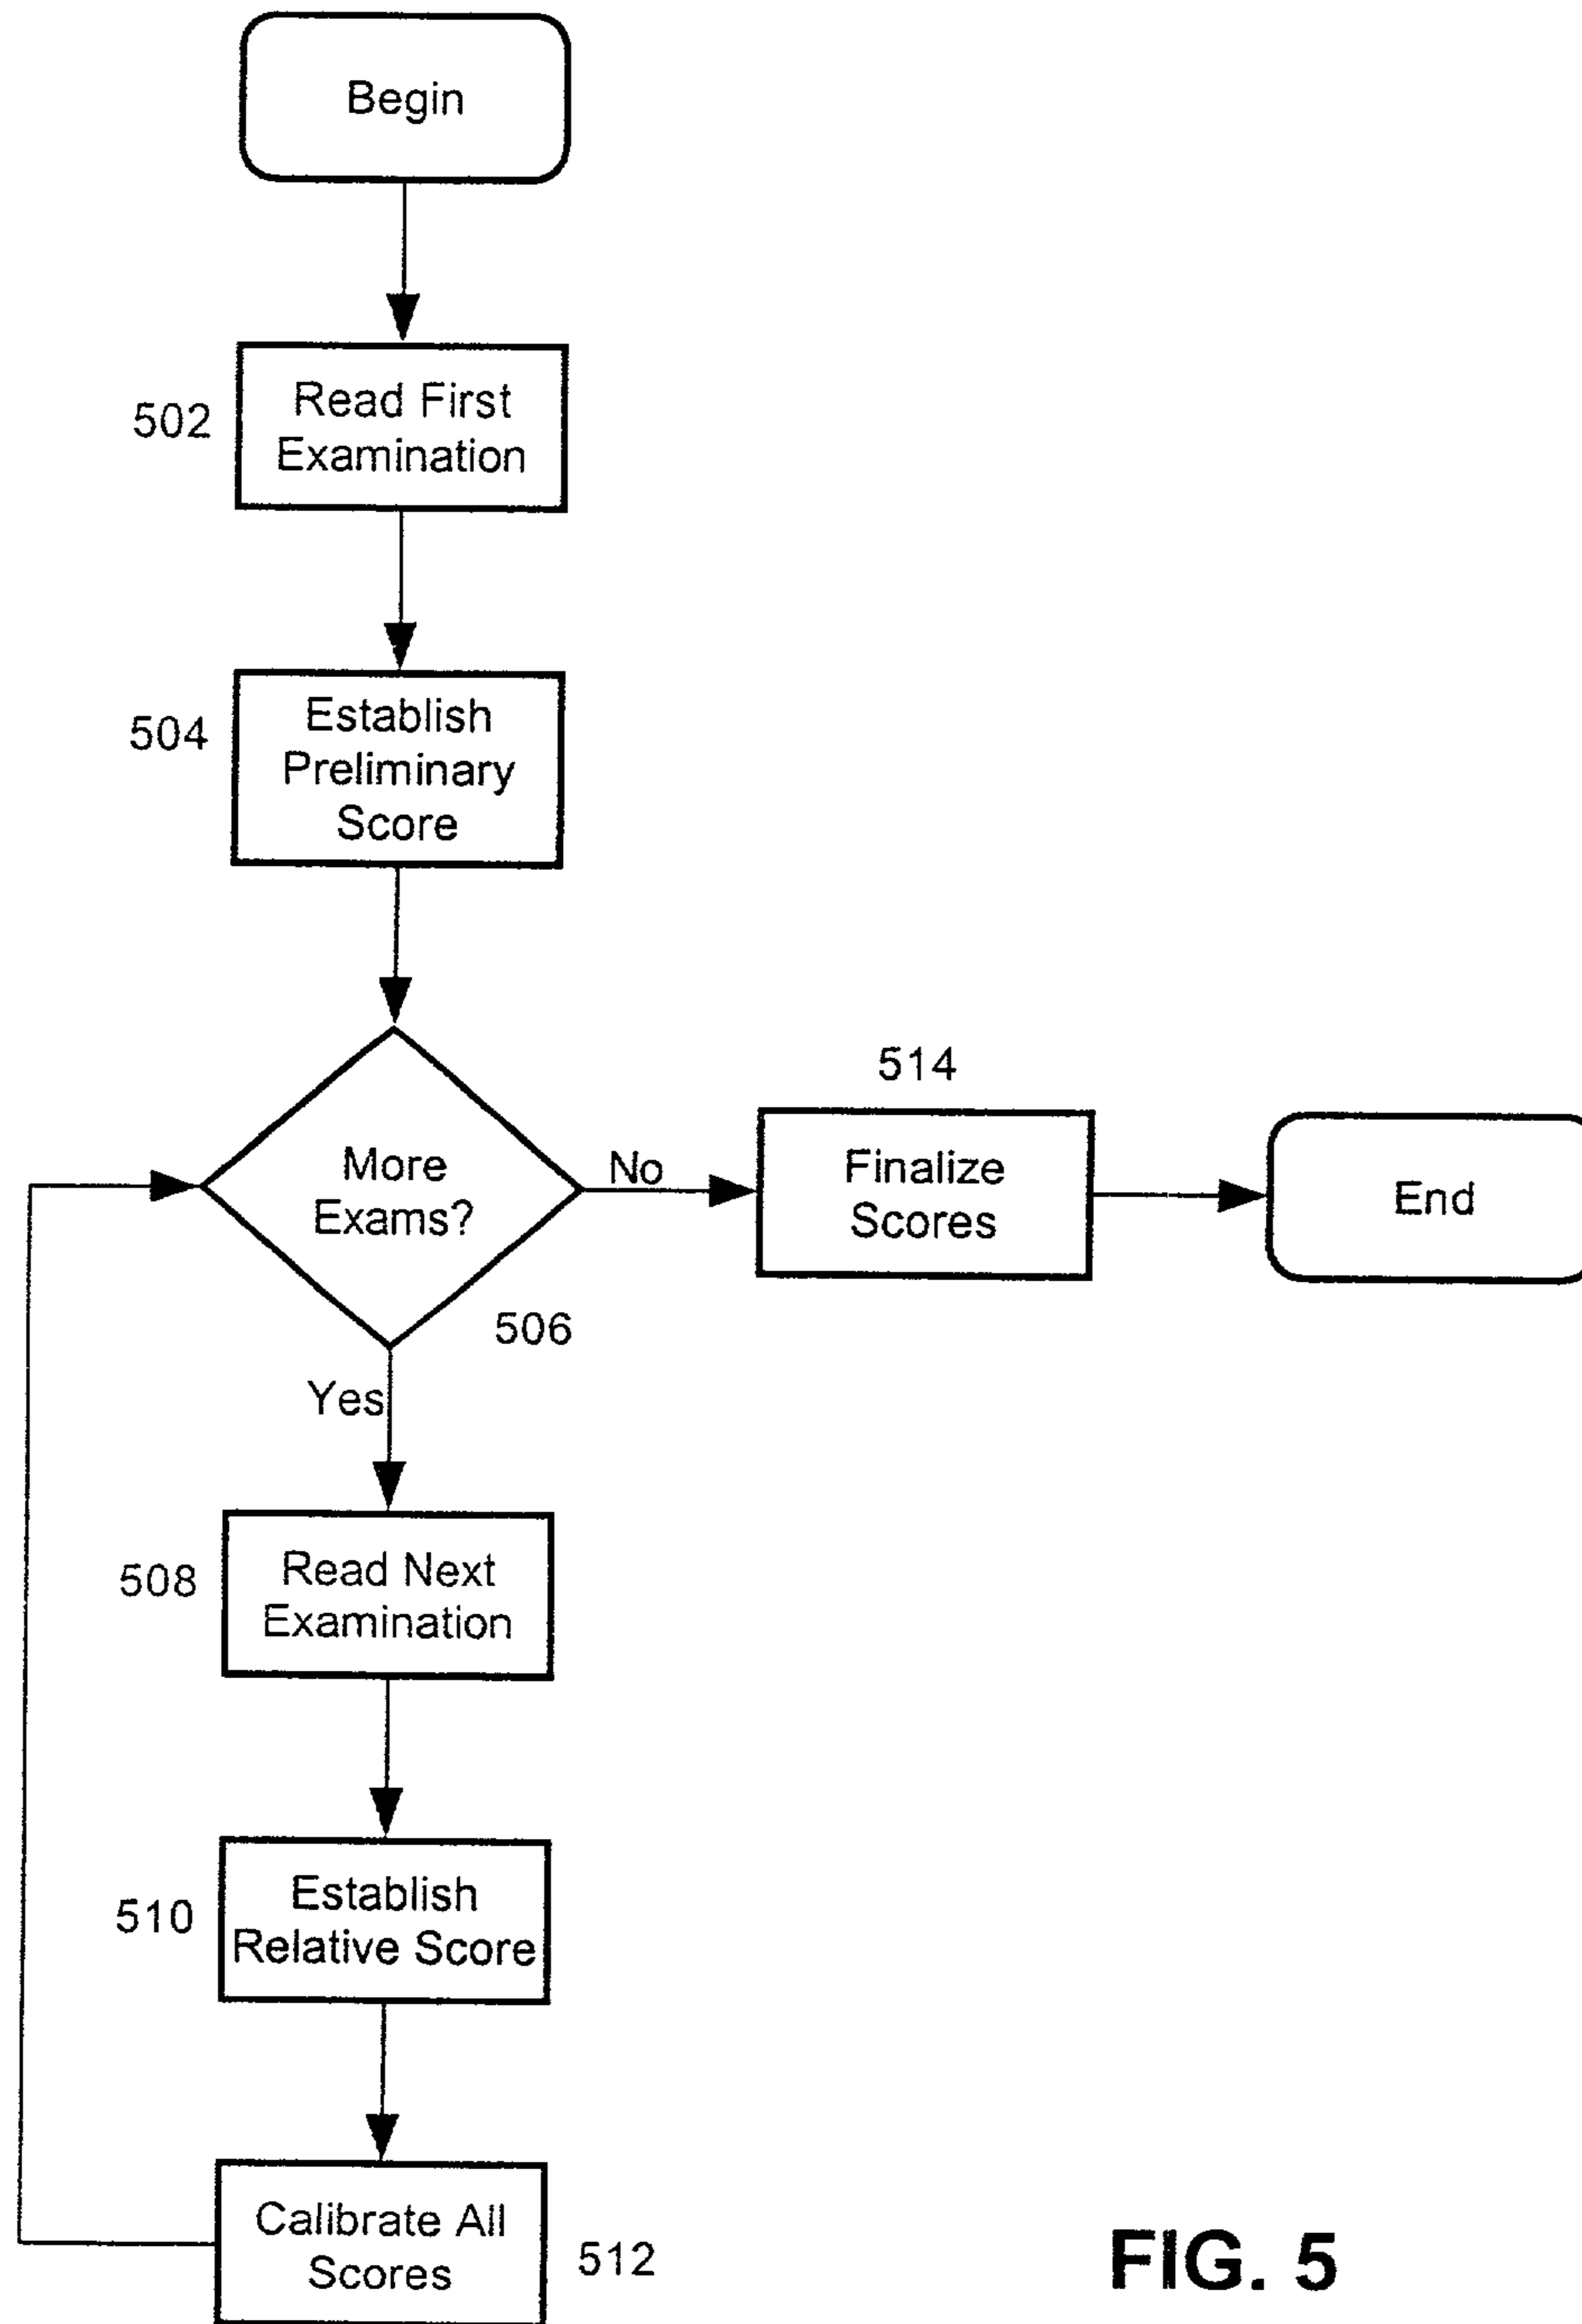 Begin
502
Read First
Examination
504
Establish
Preliminary
Score
More
Exams?
506
No
514
Finalize
Scores
End
Yes
508
Read Next
Examination
510
Establish
Relative Score
Calibrate All
Scores
512
FIG. 5